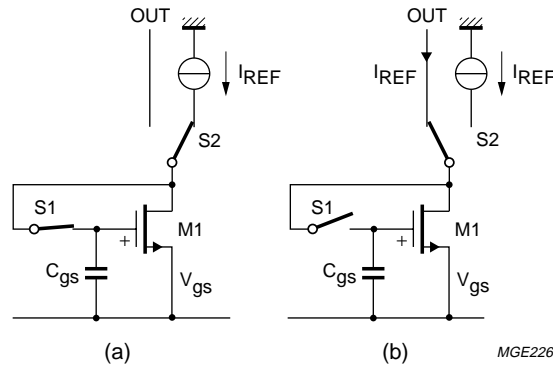 OUT
I_REF
S2
S1
M1
+
C_gs
V_gs
(a)
OUT
I_REF
I_REF
S2
S1
M1
+
C_gs
V_gs
(b)
MGE226